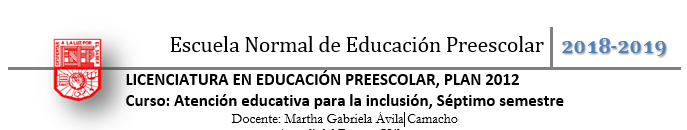 Escuela Normal de Educación Preescolar 2018-2019
LICENCIATURA EN EDUCACIÓN PREESCOLAR, PLAN 2012
Curso: Atención educativa para la inclusión, Séptimo semestre
Docente: Martha Gabriela Àvila Camacho